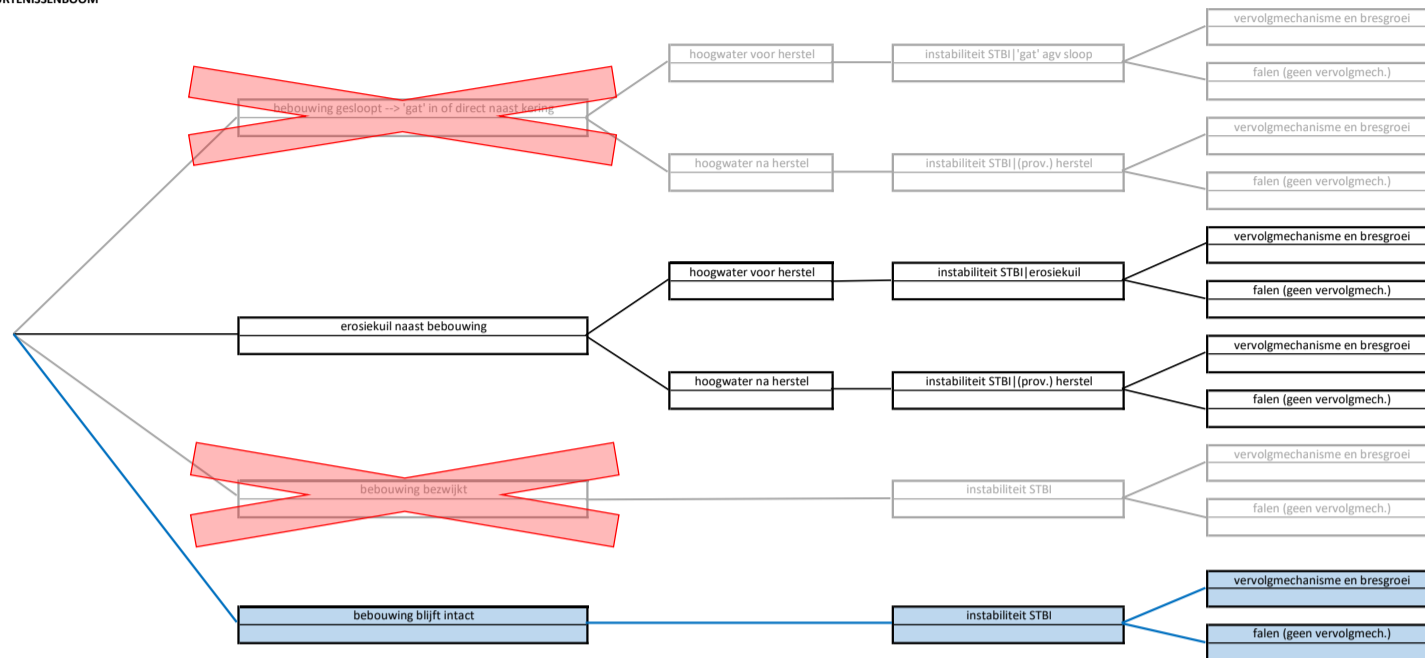 vervolgmechanisme en bresgroei
hoogwater voor herstel
instabiliteit STBI|'gat' agv sloop
falen (geen vervolgmech.)
bebouwing gesloopt --> 'gat' in of direct naast kering
vervolgmechanisme en bresgroei
hoogwater na herstel
instabiliteit STBI|(prov.) herstel
falen (geen vervolgmech.)
vervolgmechanisme en bresgroei
hoogwater voor herstel
instabiliteit STBI|erosiekuil
falen (geen vervolgmech.)
erosiekuil naast bebouwing
vervolgmechanisme en bresgroei
hoogwater na herstel
instabiliteit STBI|(prov.) herstel
falen (geen vervolgmech.)
vervolgmechanisme en bresgroei
bebouwing bezwijkt
instabiliteit STBI
falen (geen vervolgmech.)
vervolgmechanisme en bresgroei
bebouwing blijft intact
instabiliteit STBI
falen (geen vervolgmech.)